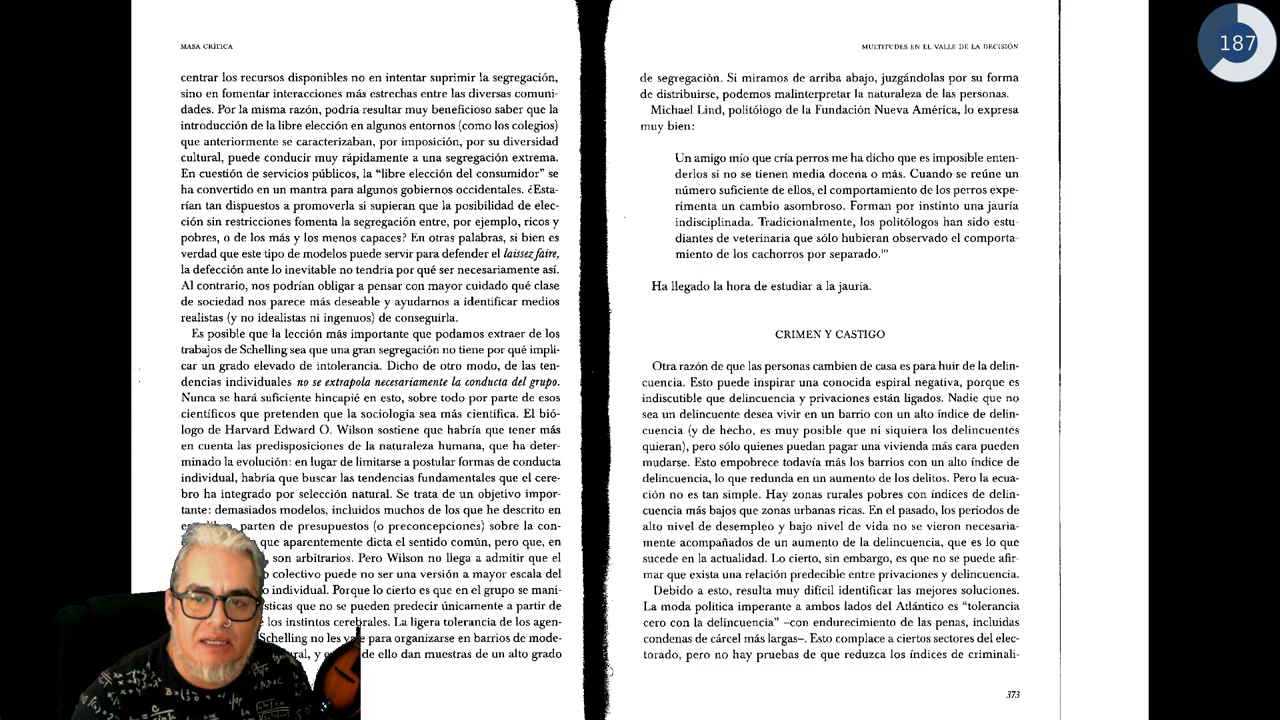 MASA CRÍTICA
centrar los recursos disponibles no en intentar suprimir la segregación,
sino en fomentar interacciones más estrechas entre las diversas comuni-
dades. Por la misma razón, podría resultar muy beneficioso saber que la
introducción de la libre elección en algunos entornos (como los colegios)
que anteriormente se caracterizaban, por imposición, por su diversidad
cultural, puede conducir muy rápidamente a una segregación extrema.
En cuestión de servicios públicos, la "libre elección del consumidor" se
ha convertido en un mantra para algunos gobiernos occidentales. ¿Esta-
rían tan dispuestos a promoverla si supieran que la posibilidad de elec-
ción sin restricciones fomenta la segregación entre, por ejemplo, ricos y
pobres, o de los más y los menos capaces? En otras palabras, si bien es
verdad que este tipo de modelos puede servir para defender el laissez faire,
la defección ante lo inevitable no tendría por qué ser necesariamente así.
Al contrario, nos podrían obligar a pensar con mayor cuidado qué clase
de sociedad nos parece más deseable y ayudarnos a identificar medios
realistas (y no idealistas ni ingenuos) de conseguirla.
Es posible que la lección más importante que podamos extraer de los
trabajos de Schelling sea que una gran segregación no tiene por qué impli-
car un grado elevado de intolerancia. Dicho de otro modo, de las ten-
dencias individuales no se extrapola necesariamente la conducta del grupo.
Nunca se hará suficiente hincapié en esto, sobre todo por parte de esos
científicos que pretenden que la sociología sea más científica. El bió-
logo de Harvard Edward O. Wilson sostiene que habría que tener más
en cuenta las predisposiciones de la naturaleza humana, que ha deter-
minado la evolución: en lugar de limitarse a postular formas de conducta
individual, habría que buscar las tendencias fundamentales que el cere-
bro ha integrado por selección natural. Se trata de un objetivo impor-
tante: demasiados modelos, incluidos muchos de los que he descrito en
parten de presupuestos (o preconcepciones) sobre la con-
que aparentemente dicta el sentido común, pero que, en
son arbitrarios. Pero Wilson no llega a admitir que el
colectivo puede no ser una versión a mayor escala del
individual. Porque lo cierto es que en el grupo se mani-
que no se pueden predecir únicamente a partir de
los instintos cerebrales. La ligera tolerancia de los agen-
Schelling no les vale para organizarse en barrios de mode-
y de ello dan muestras de un alto grado
MULTITUDES EN EL VALLE DE LA DECISIÓN
de segregación. Si miramos de arriba abajo, juzgándolas por su forma
de distribuirse, podemos malinterpretar la naturaleza de las personas.
Michael Lind, politólogo de la Fundación Nueva América, lo expresa
muy bien:
Un amigo mío que cría perros me ha dicho que es imposible enten-
derlos si no se tienen media docena o más. Cuando se reúne un
número suficiente de ellos, el comportamiento de los perros expe-
rimenta un cambio asombroso. Forman por instinto una jauría
indisciplinada. Tradicionalmente, los politólogos han sido estu-
diantes de veterinaria que sólo hubieran observado el comporta-
miento de los cachorros por separado.¹⁰
Ha llegado la hora de estudiar a la jauría.
CRIMEN Y CASTIGO
Otra razón de que las personas cambien de casa es para huir de la delin-
cuencia. Esto puede inspirar una conocida espiral negativa, porque es
indiscutible que delincuencia y privaciones están ligados. Nadie que no
sea un delincuente desea vivir en un barrio con un alto índice de delin-
cuencia (y de hecho, es muy posible que ni siquiera los delincuentes
quieran), pero sólo quienes puedan pagar una vivienda más cara pueden
mudarse. Esto empobrece todavía más los barrios con un alto índice de
delincuencia, lo que redunda en un aumento de los delitos. Pero la ecua-
ción no es tan simple. Hay zonas rurales pobres con índices de delin-
cuencia más bajos que zonas urbanas ricas. En el pasado, los periodos de
alto nivel de desempleo y bajo nivel de vida no se vieron necesaria-
mente acompañados de un aumento de la delincuencia, que es lo que
sucede en la actualidad. Lo cierto, sin embargo, es que no se puede afir-
mar que exista una relación predecible entre privaciones y delincuencia.
Debido a esto, resulta muy difícil identificar las mejores soluciones.
La moda política imperante a ambos lados del Atlántico es "tolerancia
cero con la delincuencia" –con endurecimiento de las penas, incluidas
condenas de cárcel más largas–. Esto complace a ciertos sectores del elec-
torado, pero no hay pruebas de que reduzca los índices de criminali-
373
187